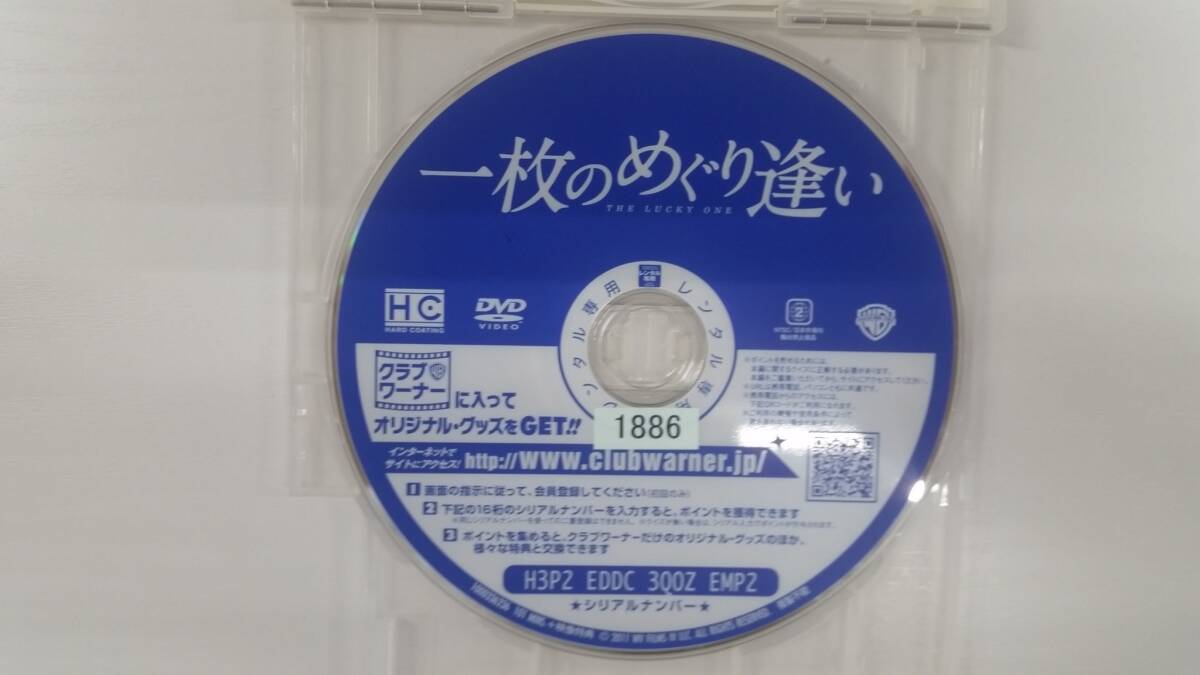 一枚のめぐり逢い
THE LUCKY ONE
HC
HARD COATING
DVD
VIDEO
レンタル専用
レンタル専用
2
WB
クラブ
ワーナー
に入って
オリジナル・グッズをGET!!
1886
インターネットで
サイトにアクセス!
http://www.clubwarner.jp/
1 画面の指示に従って、会員登録してください(初回のみ)
2 下記の16桁のシリアルナンバーを入力すると、ポイントを獲得できます
3 ポイントを集めると、クラブワーナーだけのオリジナル・グッズのほか、
様々な特典と交換できます
H3P2 EDDC 3Q0Z EMP2
★シリアルナンバー★